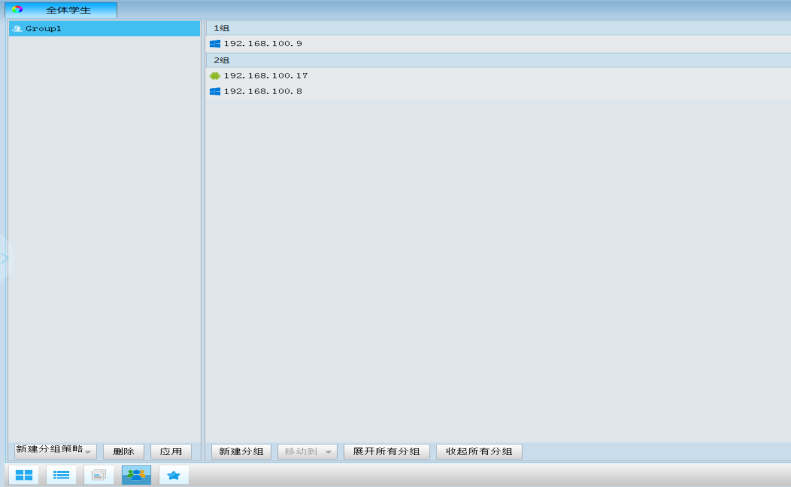 全体学生
Group1
1组
192.168.100.9
2组
192.168.100.17
192.168.100.8
新建分组策略
删除
应用
新建分组
移动到
展开所有分组
收起所有分组